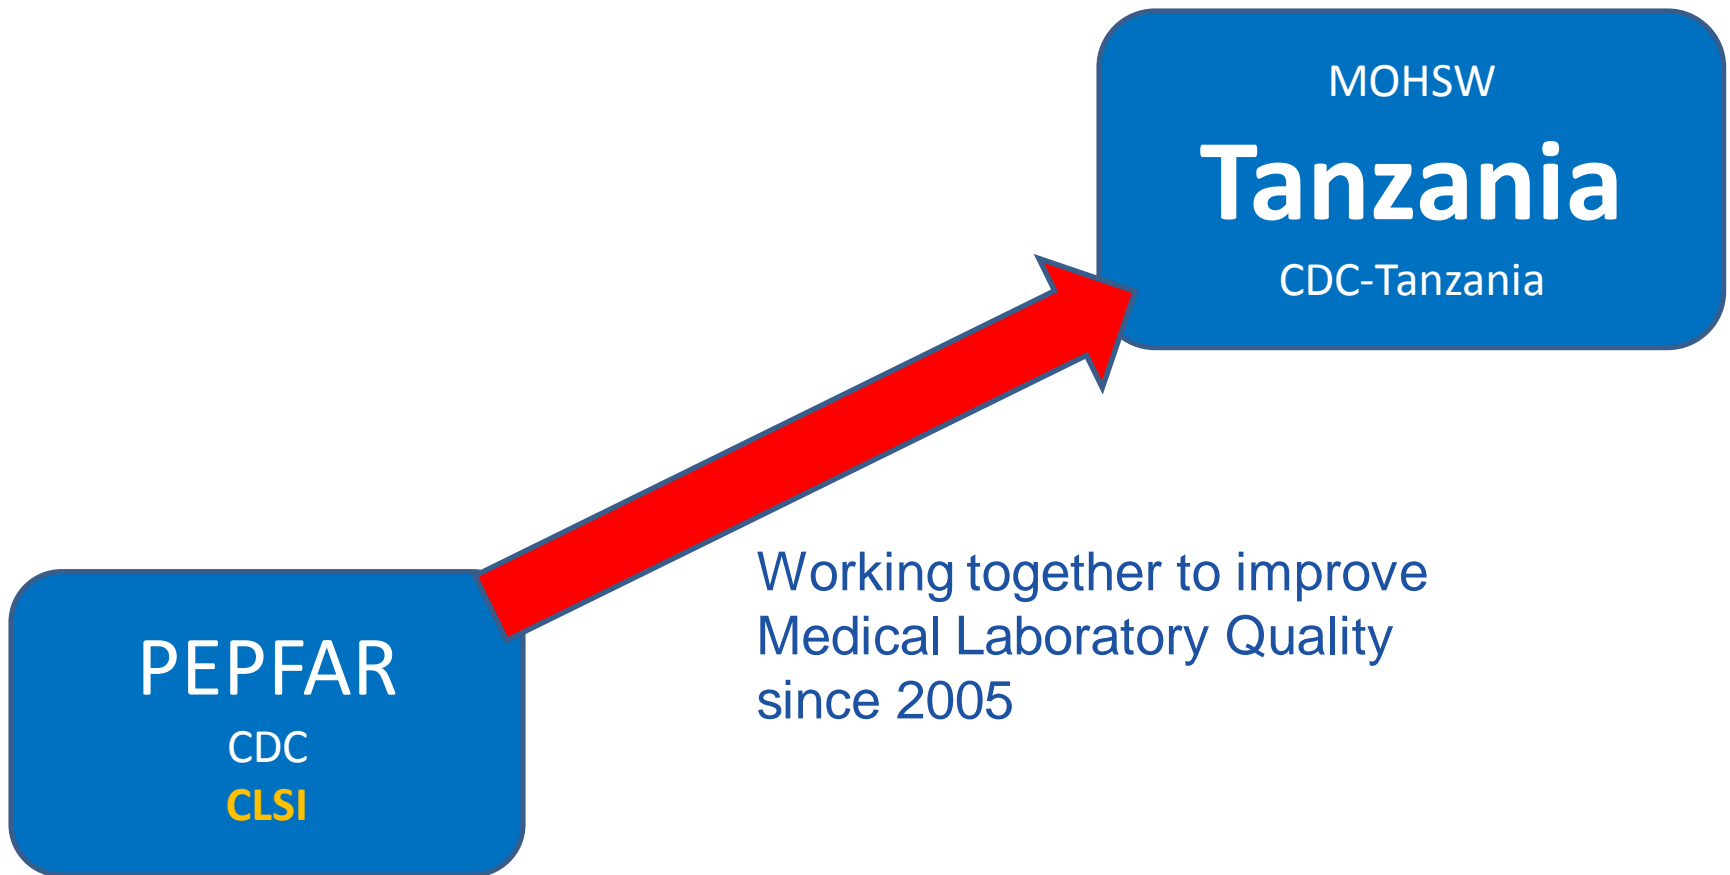 MOHSW
Tanzania
CDC-Tanzania
Working together to improve
Medical Laboratory Quality
since 2005
PEPFAR
CDC
CLSI